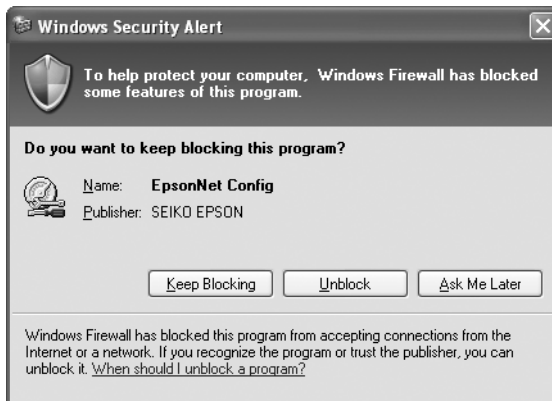 Windows Security Alert
To help protect your computer, Windows Firewall has blocked
some features of this program.
Do you want to keep blocking this program?
Name: EpsonNet Config
Publisher: SEIKO EPSON
Keep Blocking Unblock Ask Me Later
Windows Firewall has blocked this program from accepting connections from the
Internet or a network. If you recognize the program or trust the publisher, you can
unblock it. When should I unblock a program?